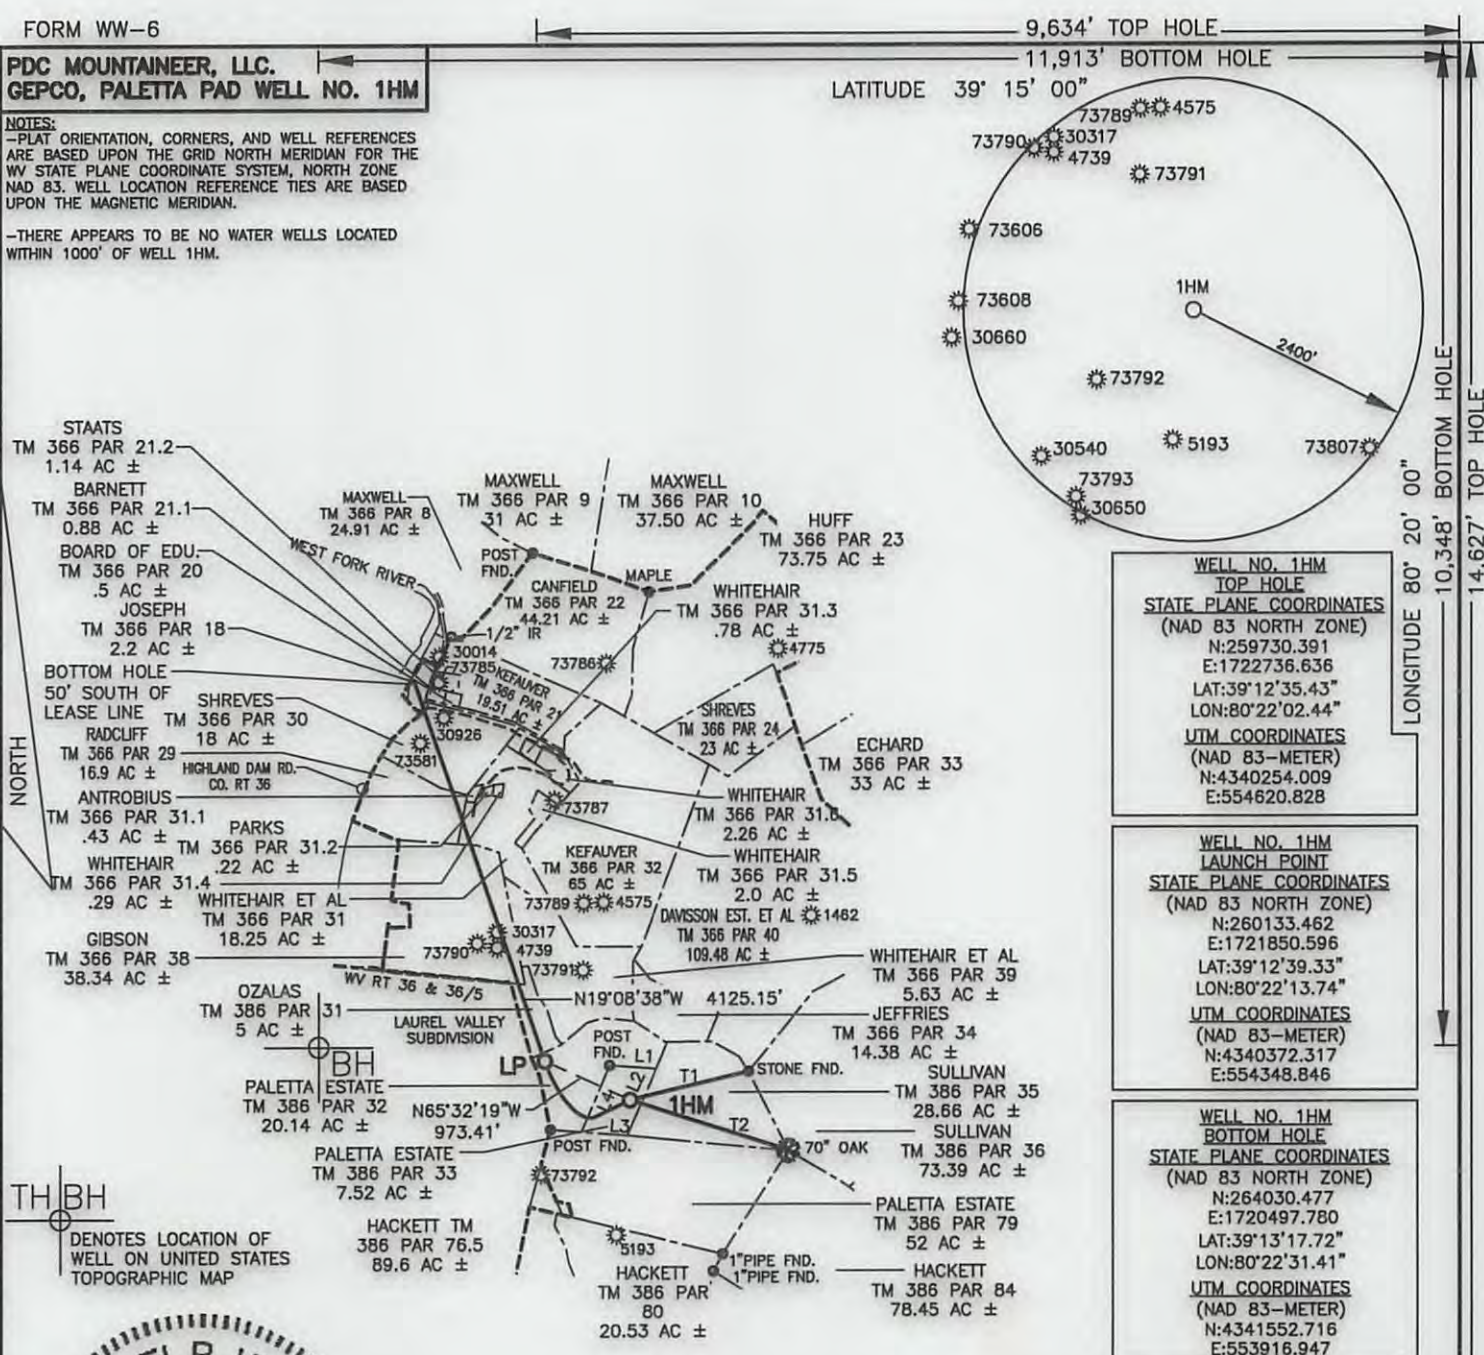 FORM WW-6
9,634' TOP HOLE
11,913' BOTTOM HOLE
PDC MOUNTAINEER, LLC.
GEPCO, PALETTA PAD WELL NO. 1HM
LATITUDE 39° 15' 00"
NOTES:
-PLAT ORIENTATION, CORNERS, AND WELL REFERENCES
ARE BASED UPON THE GRID NORTH MERIDIAN FOR THE
WV STATE PLANE COORDINATE SYSTEM, NORTH ZONE
NAD 83. WELL LOCATION REFERENCE TIES ARE BASED
UPON THE MAGNETIC MERIDIAN.
-THERE APPEARS TO BE NO WATER WELLS LOCATED
WITHIN 1000' OF WELL 1HM.
73789 4575
30317
73790
4739
73791
73606
73608
30660
1HM
2400'
73792
30540
5193
73807
73793
30650
LONGITUDE 80° 20' 00"
10,348' BOTTOM HOLE
14,627' TOP HOLE
NORTH
STAATS
TM 366 PAR 21.2
1.14 AC ±
BARNETT
TM 366 PAR 21.1
0.88 AC ±
BOARD OF EDU.
TM 366 PAR 20
.5 AC ±
JOSEPH
TM 366 PAR 18
2.2 AC ±
BOTTOM HOLE
50' SOUTH OF
LEASE LINE
SHREVES
TM 366 PAR 30
18 AC ±
RADCLIFF
TM 366 PAR 29
16.9 AC ±
HIGHLAND DAM RD.
CO. RT 36
ANTROBIUS
TM 366 PAR 31.1
.43 AC ±
PARKS
TM 366 PAR 31.2
.22 AC ±
WHITEHAIR
TM 366 PAR 31.4
.29 AC ±
WHITEHAIR ET AL
TM 366 PAR 31
18.25 AC ±
GIBSON
TM 366 PAR 38
38.34 AC ±
MAXWELL
TM 366 PAR 8
24.91 AC ±
WEST FORK RIVER
MAXWELL
TM 366 PAR 9
31 AC ±
MAXWELL
TM 366 PAR 10
37.50 AC ±
HUFF
TM 366 PAR 23
73.75 AC ±
POST
FND.
MAPLE
CANFIELD
TM 366 PAR 22
44.21 AC ±
WHITEHAIR
TM 366 PAR 31.3
.78 AC ±
1/2" IR
30014
73785
KEFAUVER
TM 366 PAR 21
19.51 AC ±
73786
4775
30926
73581
SHREVES
TM 366 PAR 24
23 AC ±
ECHARD
TM 366 PAR 33
33 AC ±
73787
WHITEHAIR
TM 366 PAR 31.6
2.26 AC ±
KEFAUVER
TM 366 PAR 32
65 AC ±
WHITEHAIR
TM 366 PAR 31.5
2.0 AC ±
73789 4575
DAVISSON EST. ET AL 1462
TM 366 PAR 40
109.48 AC ±
30317
73790
4739
73791
WHITEHAIR ET AL
TM 366 PAR 39
5.63 AC ±
WV RT 36 & 36/5
N19°08'38"W 4125.15'
OZALAS
TM 386 PAR 31
5 AC ±
LAUREL VALLEY
SUBDIVISION
JEFFRIES
TM 366 PAR 34
14.38 AC ±
BH
LP
POST
FND.
L1
L2
T1
STONE FND.
SULLIVAN
TM 386 PAR 35
28.66 AC ±
PALETTA ESTATE
TM 386 PAR 32
20.14 AC ±
N65°32'19"W
973.41'
L4
L3
1HM
T2
70" OAK
SULLIVAN
TM 386 PAR 36
73.39 AC ±
PALETTA ESTATE
TM 386 PAR 33
7.52 AC ±
POST FND.
73792
PALETTA ESTATE
TM 386 PAR 79
52 AC ±
HACKETT TM
386 PAR 76.5
89.6 AC ±
5193
1"PIPE FND.
1"PIPE FND.
HACKETT
TM 386 PAR
80
20.53 AC ±
HACKETT
TM 386 PAR 84
78.45 AC ±
TH BH
DENOTES LOCATION OF
WELL ON UNITED STATES
TOPOGRAPHIC MAP
WELL NO. 1HM
TOP HOLE
STATE PLANE COORDINATES
(NAD 83 NORTH ZONE)
N:259730.391
E:1722736.636
LAT:39°12'35.43"
LON:80°22'02.44"
UTM COORDINATES
(NAD 83-METER)
N:4340254.009
E:554620.828
WELL NO. 1HM
LAUNCH POINT
STATE PLANE COORDINATES
(NAD 83 NORTH ZONE)
N:260133.462
E:1721850.596
LAT:39°12'39.33"
LON:80°22'13.74"
UTM COORDINATES
(NAD 83-METER)
N:4340372.317
E:554348.846
WELL NO. 1HM
BOTTOM HOLE
STATE PLANE COORDINATES
(NAD 83 NORTH ZONE)
N:264030.477
E:1720497.780
LAT:39°13'17.72"
LON:80°22'31.41"
UTM COORDINATES
(NAD 83-METER)
N:4341552.716
E:553916.947